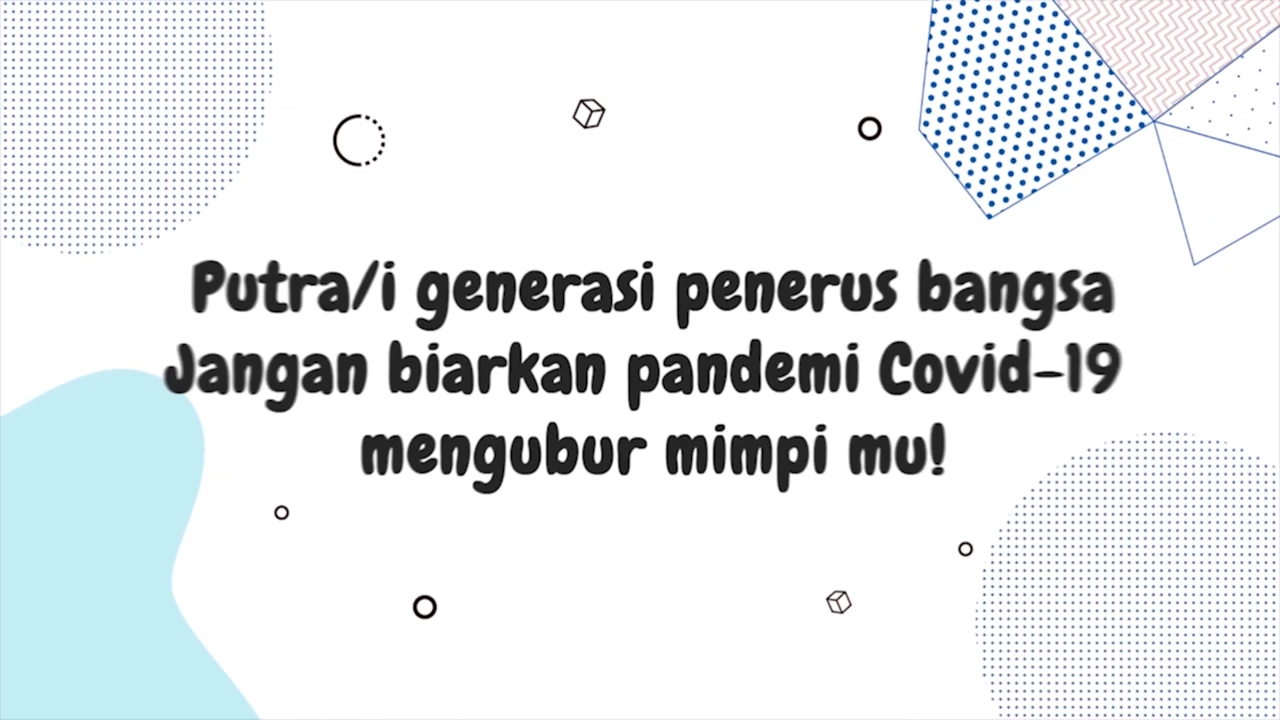 Putra/i generasi penerus bangsa
Jangan biarkan pandemi Covid-19
mengubur mimpi mu!